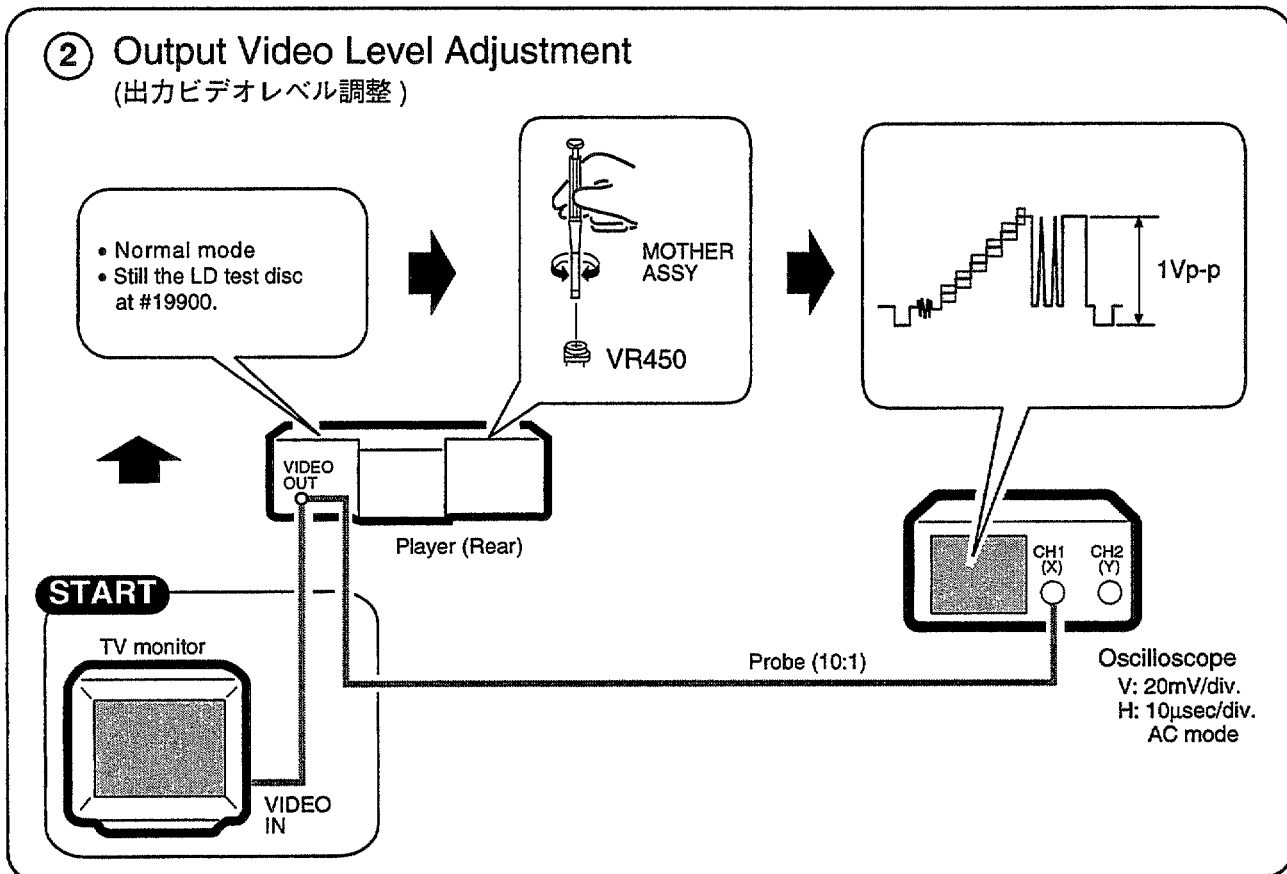 ② Output Video Level Adjustment
(出力ビデオレベル調整)
• Normal mode
• Still the LD test disc
at #19900.
MOTHER
ASSY
VR450
1Vp-p
VIDEO
OUT
Player (Rear)
CH1
(X)
CH2
(Y)
START
TV monitor
Probe (10:1)
Oscilloscope
V: 20mV/div.
H: 10µsec/div.
AC mode
VIDEO
IN